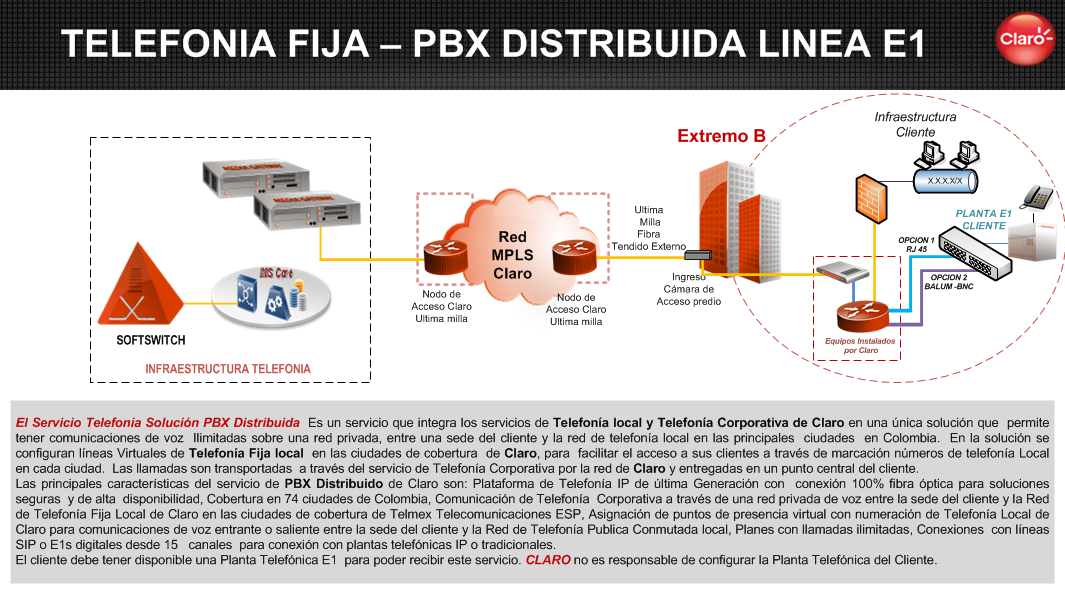 TELEFONIA FIJA – PBX DISTRIBUIDA LINEA E1
Claro
Extremo B
Infraestructura
Cliente
X.X.X.X/X
PLANTA E1
CLIENTE
OPCION 1
RJ 45
OPCION 2
BALUM -BNC
Equipos Instalados
por Claro
Ultima
Milla
Fibra
Tendido Externo
Ingreso
Cámara de
Acceso predio
Red
MPLS
Claro
Nodo de
Acceso Claro
Ultima milla
Nodo de
Acceso Claro
Ultima milla
MEDIA GATEWAY
MEDIA GATEWAY
IMS Core
SOFTSWITCH
INFRAESTRUCTURA TELEFONIA
El Servicio Telefonia Solución PBX Distribuida Es un servicio que integra los servicios de Telefonía local y Telefonía Corporativa de Claro en una única solución que permite
tener comunicaciones de voz Ilimitadas sobre una red privada, entre una sede del cliente y la red de telefonía local en las principales ciudades en Colombia. En la solución se
configuran líneas Virtuales de Telefonía Fija local en las ciudades de cobertura de Claro, para facilitar el acceso a sus clientes a través de marcación números de telefonía Local
en cada ciudad. Las llamadas son transportadas a través del servicio de Telefonía Corporativa por la red de Claro y entregadas en un punto central del cliente.
Las principales características del servicio de PBX Distribuido de Claro son: Plataforma de Telefonía IP de última Generación con conexión 100% fibra óptica para soluciones
seguras y de alta disponibilidad, Cobertura en 74 ciudades de Colombia, Comunicación de Telefonía Corporativa a través de una red privada de voz entre la sede del cliente y la Red
de Telefonía Fija Local de Claro en las ciudades de cobertura de Telmex Telecomunicaciones ESP, Asignación de puntos de presencia virtual con numeración de Telefonía Local de
Claro para comunicaciones de voz entrante o saliente entre la sede del cliente y la Red de Telefonía Publica Conmutada local, Planes con llamadas ilimitadas, Conexiones con líneas
SIP o E1s digitales desde 15 canales para conexión con plantas telefónicas IP o tradicionales.
El cliente debe tener disponible una Planta Telefónica E1 para poder recibir este servicio. CLARO no es responsable de configurar la Planta Telefónica del Cliente.